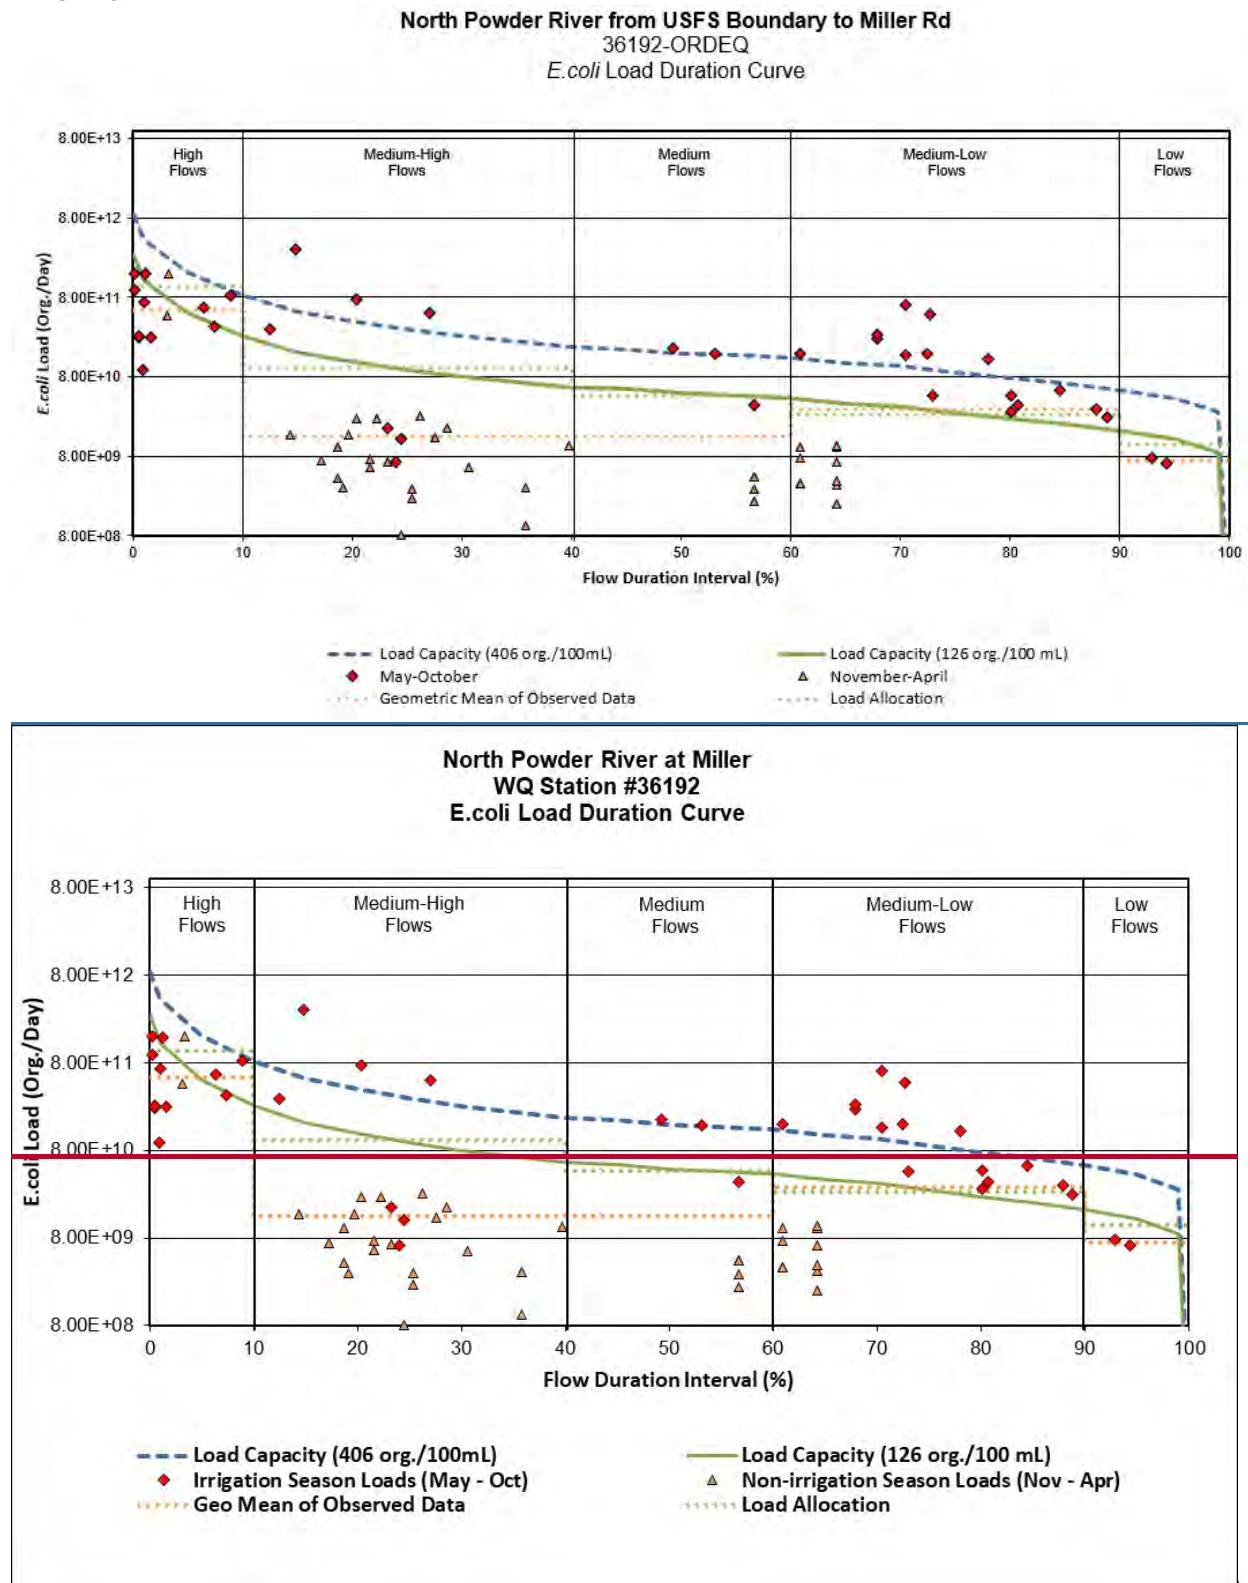 North Powder River from USFS Boundary to Miller Rd
36192-ORDEQ
E.coli Load Duration Curve
8.00E+13
8.00E+12
8.00E+11
8.00E+10
8.00E+09
8.00E+08
E.coli Load (Org./Day)
High Flows
Medium-High Flows
Medium Flows
Medium-Low Flows
Low Flows
0 10 20 30 40 50 60 70 80 90 100
Flow Duration Interval (%)
Load Capacity (406 org./100mL)
Load Capacity (126 org./100 mL)
May-October
November-April
Geometric Mean of Observed Data
Load Allocation
North Powder River at Miller
WQ Station #36192
E.coli Load Duration Curve
8.00E+13
8.00E+12
8.00E+11
8.00E+10
8.00E+09
8.00E+08
E.coli Load (Org./Day)
High Flows
Medium-High Flows
Medium Flows
Medium-Low Flows
Low Flows
0 10 20 30 40 50 60 70 80 90 100
Flow Duration Interval (%)
Load Capacity (406 org./100mL)
Load Capacity (126 org./100 mL)
Irrigation Season Loads (May - Oct)
Non-irrigation Season Loads (Nov - Apr)
Geo Mean of Observed Data
Load Allocation